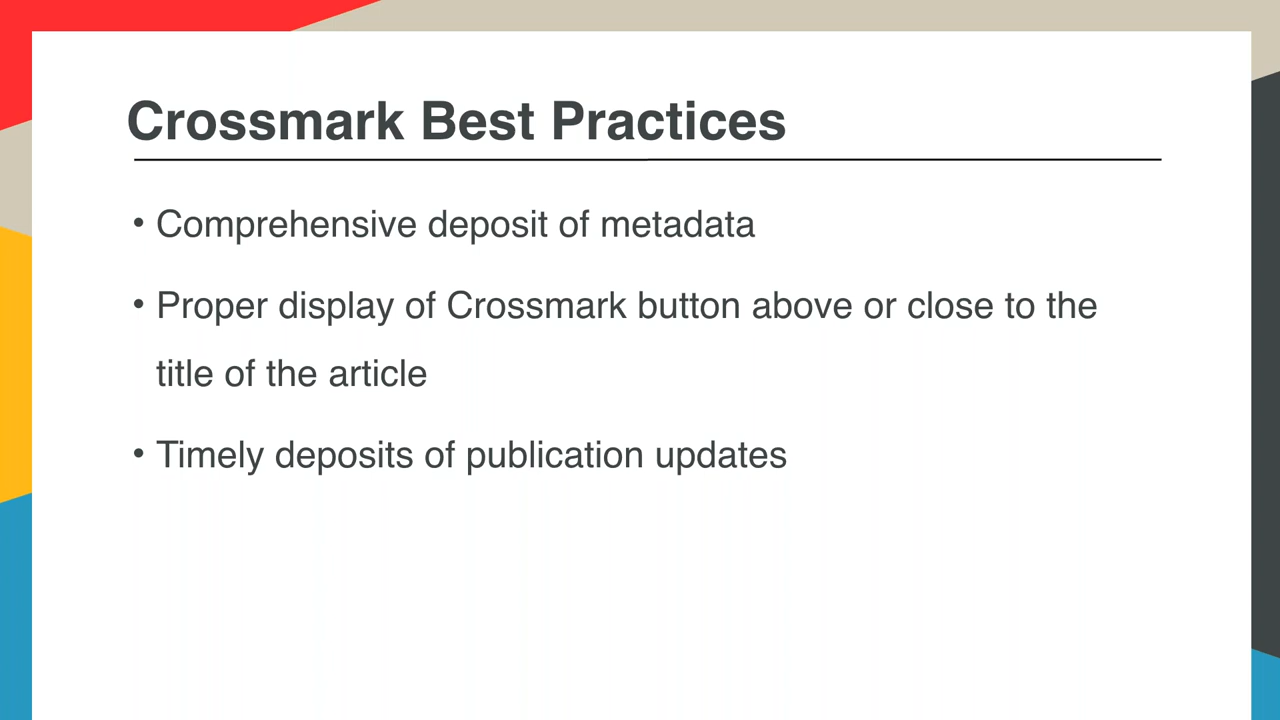 Crossmark Best Practices
• Comprehensive deposit of metadata
• Proper display of Crossmark button above or close to the
title of the article
• Timely deposits of publication updates